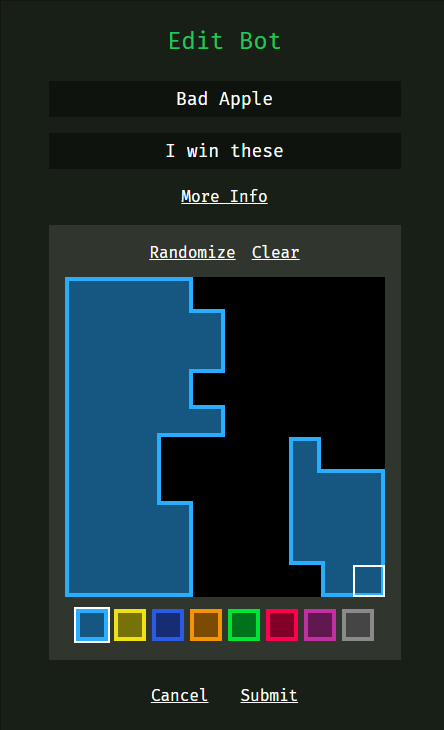 Edit Bot
Bad Apple
I win these
More Info
Randomize Clear
Cancel Submit